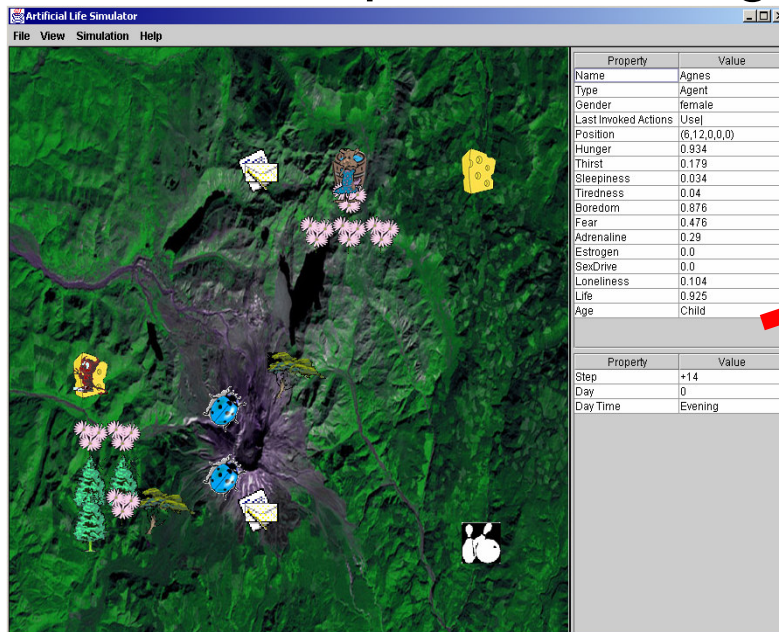 Artificial Life Simulator
File View Simulation Help
Property Value
Name Agnes
Type Agent
Gender female
Last Invoked Actions Use|
Position (6,12,0,0,0)
Hunger 0.934
Thirst 0.179
Sleepiness 0.034
Tiredness 0.04
Boredom 0.876
Fear 0.476
Adrenaline 0.29
Estrogen 0.0
SexDrive 0.0
Loneliness 0.104
Life 0.925
Age Child
Property Value
Step +14
Day 0
Day Time Evening